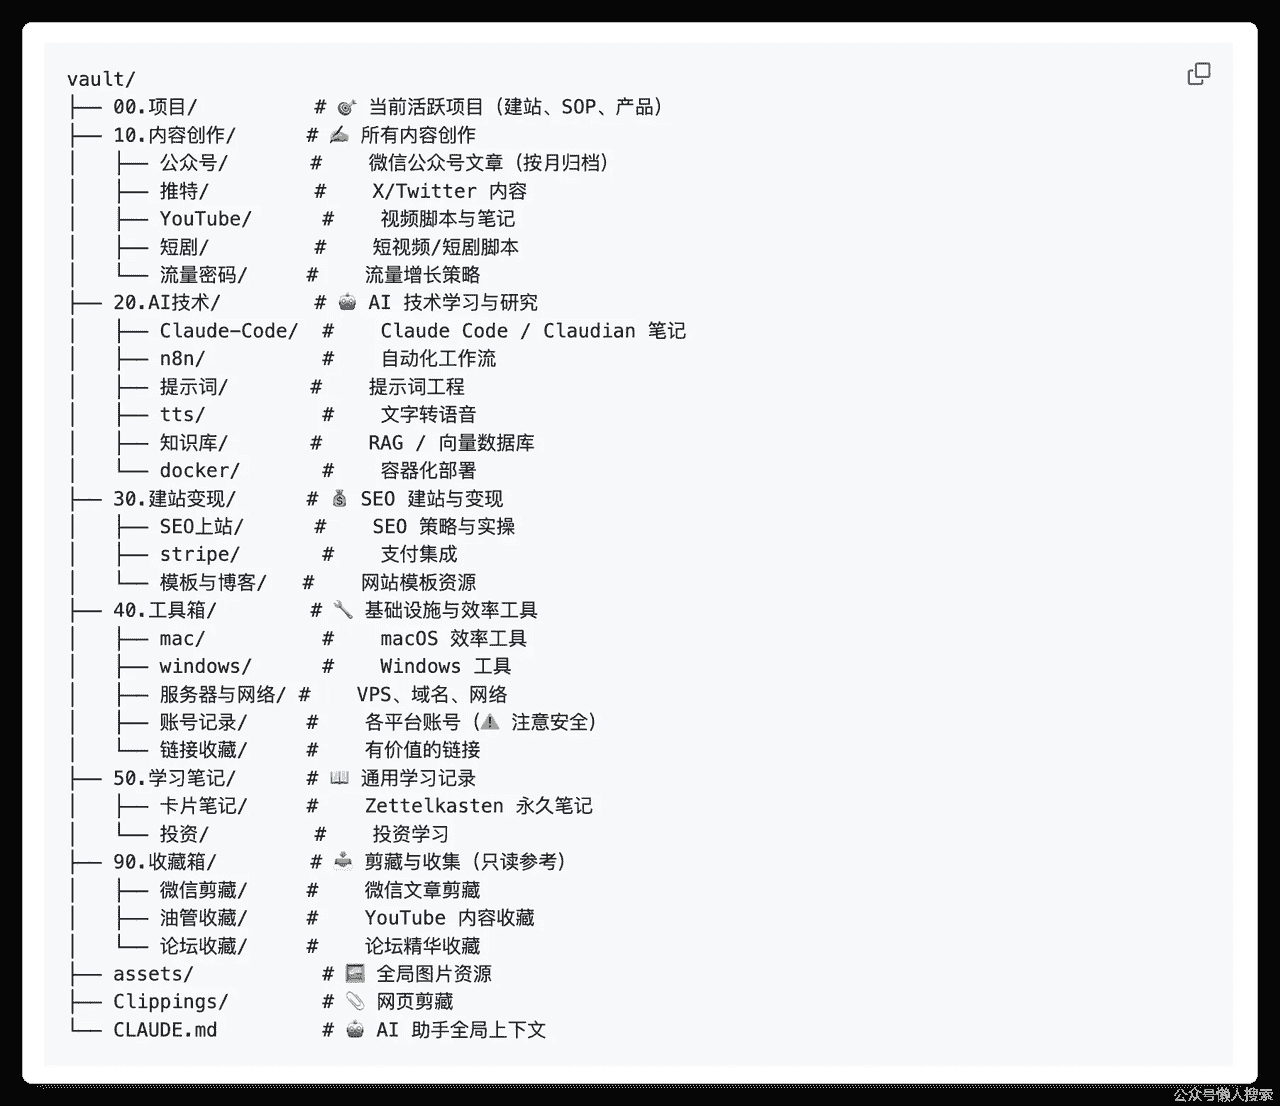 vault/
├── 00.项目/ # 🎯 当前活跃项目（建站、SOP、产品）
├── 10.内容创作/ # ✍️ 所有内容创作
│   ├── 公众号/ # 微信公众号文章（按月归档）
│   ├── 推特/ # X/Twitter 内容
│   ├── YouTube/ # 视频脚本与笔记
│   ├── 短剧/ # 短视频/短剧脚本
│   └── 流量密码/ # 流量增长策略
├── 20.AI技术/ # 🤖 AI 技术学习与研究
│   ├── Claude-Code/ # Claude Code / Claudian 笔记
│   ├── n8n/ # 自动化工作流
│   ├── 提示词/ # 提示词工程
│   ├── tts/ # 文字转语音
│   ├── 知识库/ # RAG / 向量数据库
│   └── docker/ # 容器化部署
├── 30.建站变现/ # 💰 SEO 建站与变现
│   ├── SEO上站/ # SEO 策略与实操
│   ├── stripe/ # 支付集成
│   └── 模板与博客/ # 网站模板资源
├── 40.工具箱/ # 🔧 基础设施与效率工具
│   ├── mac/ # macOS 效率工具
│   ├── windows/ # Windows 工具
│   ├── 服务器与网络/ # VPS、域名、网络
│   ├── 账号记录/ # 各平台账号（⚠️ 注意安全）
│   └── 链接收藏/ # 有价值的链接
├── 50.学习笔记/ # 📖 通用学习记录
│   ├── 卡片笔记/ # Zettelkasten 永久笔记
│   └── 投资/ # 投资学习
├── 90.收藏箱/ # 📥 剪藏与收集（只读参考）
│   ├── 微信剪藏/ # 微信文章剪藏
│   ├── 油管收藏/ # YouTube 内容收藏
│   └── 论坛收藏/ # 论坛精华收藏
├── assets/ # 🖼️ 全局图片资源
├── Clippings/ # 📎 网页剪藏
└── CLAUDE.md # 🤖 AI 助手全局上下文
公众号懒人搜索